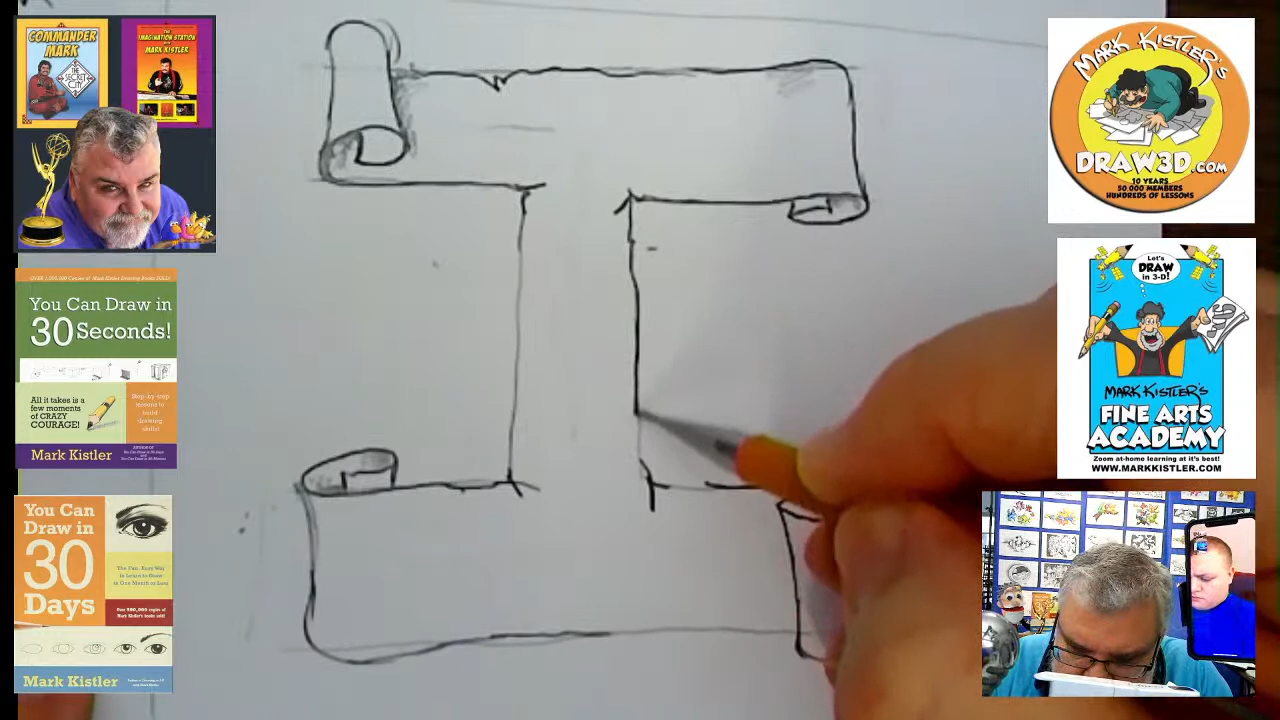 COMMANDER
MARK
THE
SECRET
CITY
THE
IMAGINATION STATION
WITH
MARK KISTLER
You Can Draw in
30 Seconds!
All it takes is a
few moments
of CRAZY
COURAGE!
Step-by-step
lessons to
build
drawing
skills!
Mark Kistler
You Can
Draw in
30
Days
Mark Kistler
MARK KISTLER'S
DRAW3D.COM
10 YEARS
50,000 MEMBERS
HUNDREDS OF LESSONS
Let's
DRAW
in 3-D!
MARK KISTLER'S
FINE ARTS
ACADEMY
Zoom at-home learning at it's best!
WWW.MARKKISTLER.COM